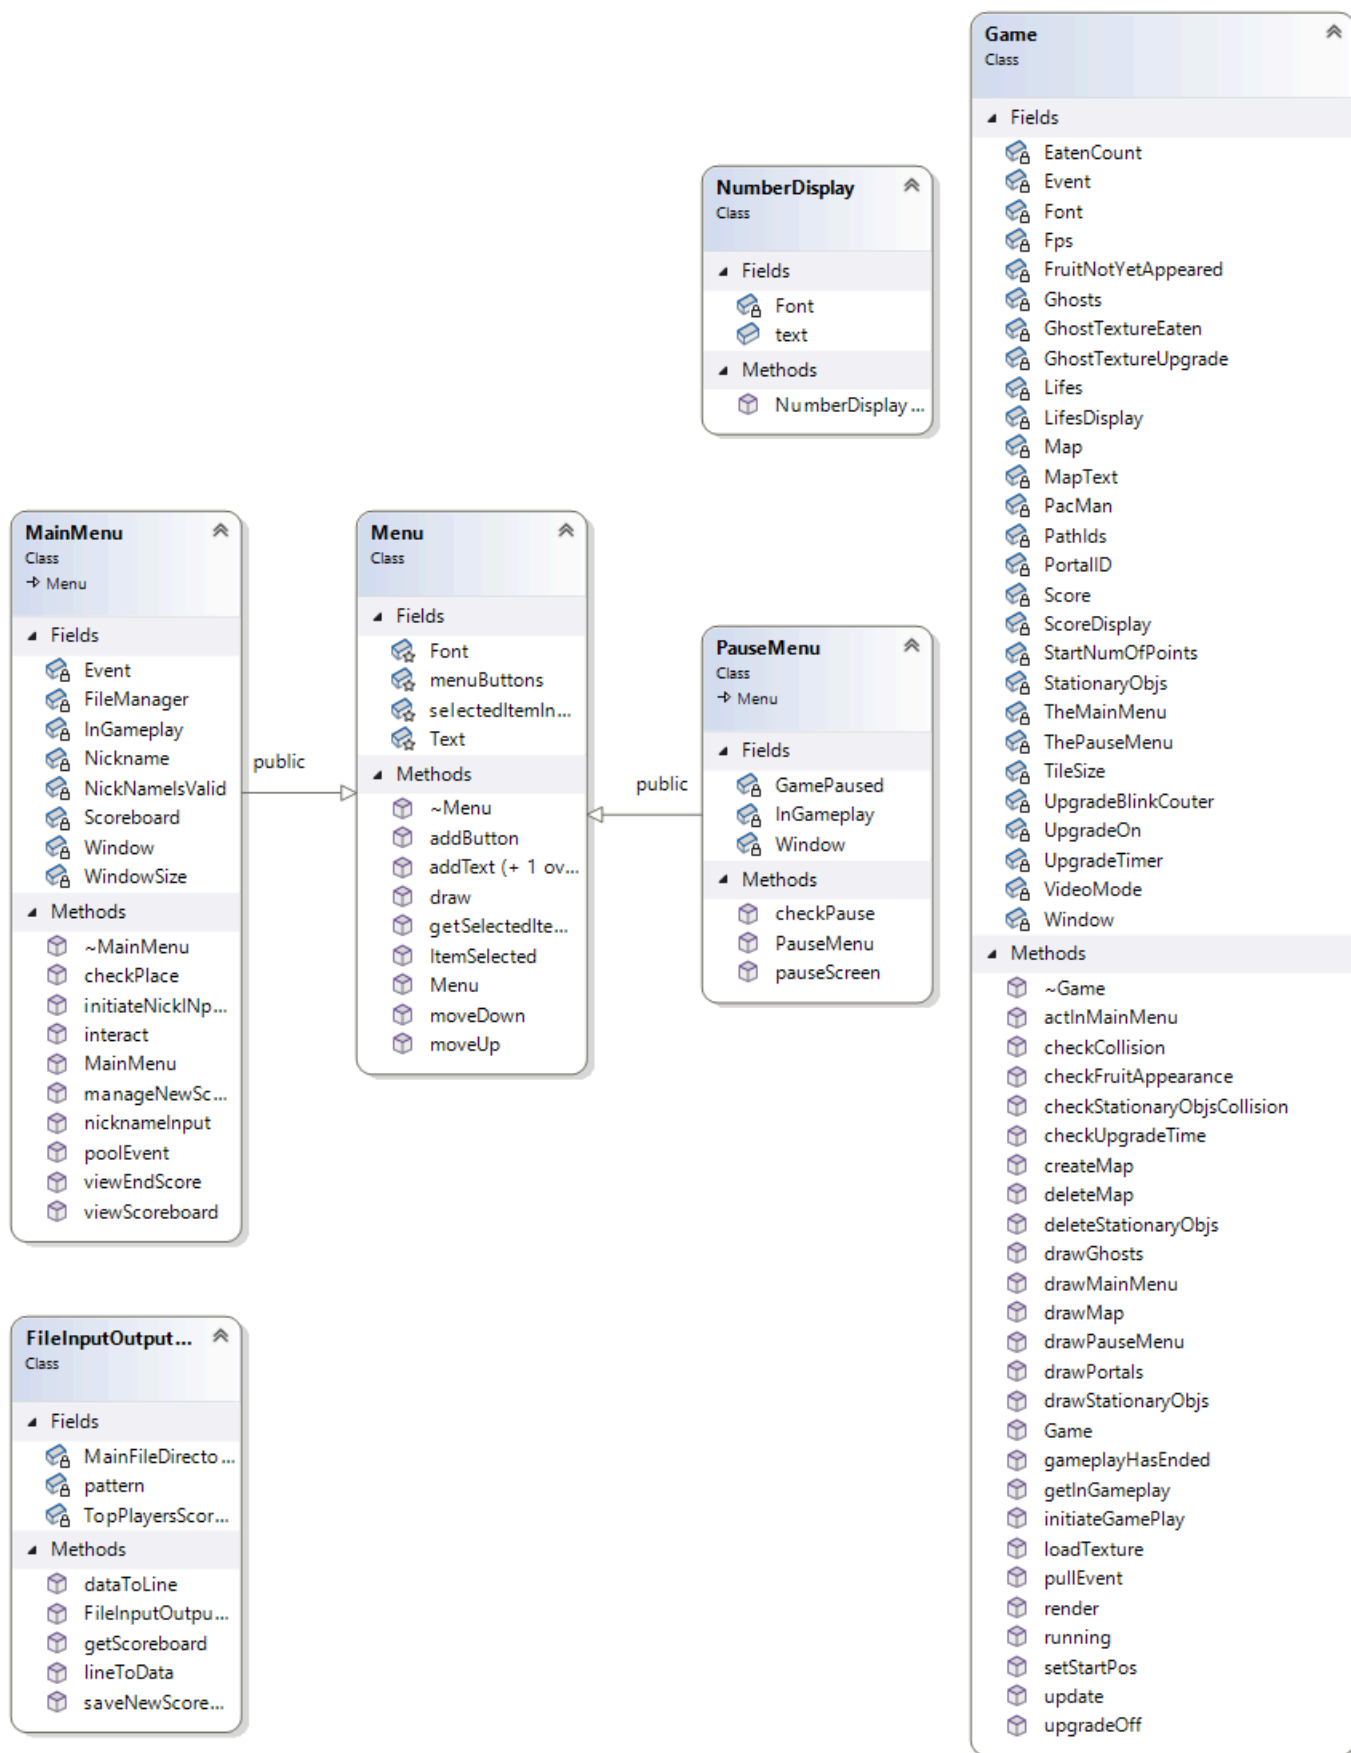 Game
Class
Fields
EatenCount
Event
Font
Fps
FruitNotYetAppeared
Ghosts
GhostTextureEaten
GhostTextureUpgrade
Lifes
LifesDisplay
Map
MapText
PacMan
PathIds
PortalID
Score
ScoreDisplay
StartNumOfPoints
StationaryObjs
TheMainMenu
ThePauseMenu
TileSize
UpgradeBlinkCouter
UpgradeOn
UpgradeTimer
VideoMode
Window
Methods
~Game
actInMainMenu
checkCollision
checkFruitAppearance
checkStationaryObjsCollision
checkUpgradeTime
createMap
deleteMap
deleteStationaryObjs
drawGhosts
drawMainMenu
drawMap
drawPauseMenu
drawPortals
drawStationaryObjs
Game
gameplayHasEnded
getInGameplay
initiateGamePlay
loadTexture
pullEvent
render
running
setStartPos
update
upgradeOff
NumberDisplay
Class
Fields
Font
text
Methods
NumberDisplay...
MainMenu
Class
Menu
Fields
Event
FileManager
InGameplay
Nickname
NickNameIsValid
Scoreboard
Window
WindowSize
Methods
~MainMenu
checkPlace
initiateNickINp...
interact
MainMenu
manageNewSc...
nicknameInput
poolEvent
viewEndScore
viewScoreboard
public
Menu
Class
Fields
Font
menuButtons
selectedItemIn...
Text
Methods
~Menu
addButton
addText (+ 1 ov...
draw
getSelectedIte...
ItemSelected
Menu
moveDown
moveUp
public
PauseMenu
Class
Menu
Fields
GamePaused
InGameplay
Window
Methods
checkPause
PauseMenu
pauseScreen
FileInputOutput...
Class
Fields
MainFileDirecto...
pattern
TopPlayersScor...
Methods
dataToLine
FileInputOutpu...
getScoreboard
lineToData
saveNewScore...